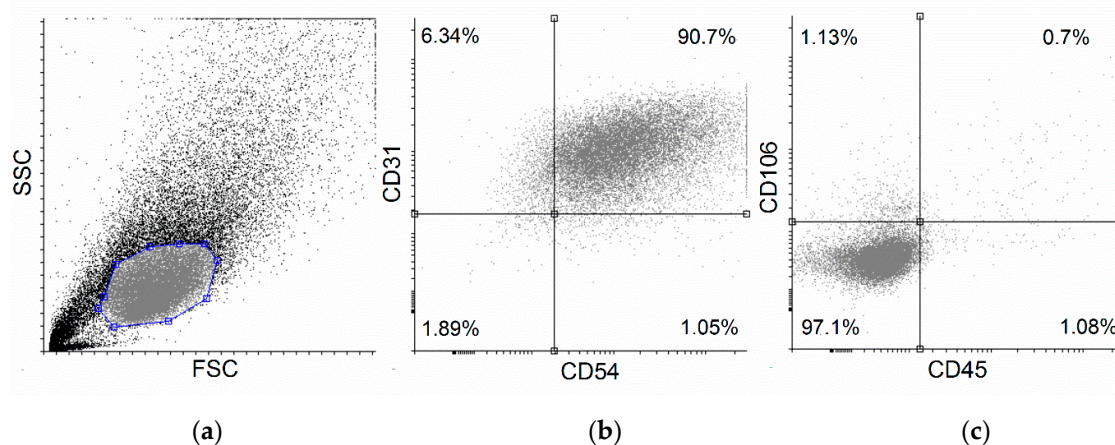 SSC
FSC
(a)
6.34% 90.7%
CD31
1.89% 1.05%
CD54
(b)
1.13% 0.7%
CD106
97.1% 1.08%
CD45
(c)